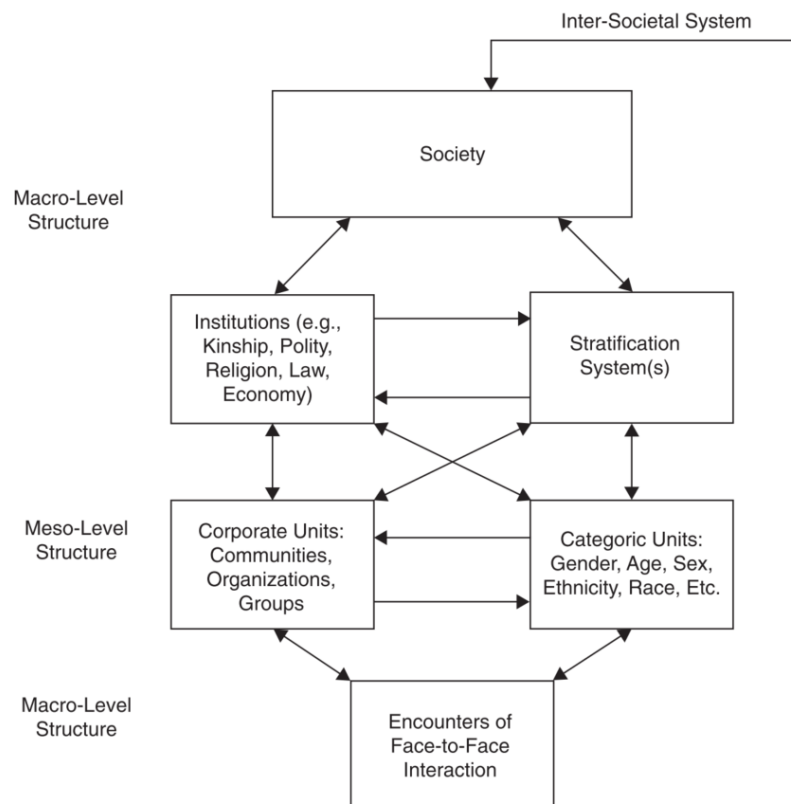 Inter-Societal System
Society
Macro-Level
Structure
Institutions (e.g.,
Kinship, Polity,
Religion, Law,
Economy)
Stratification
System(s)
Meso-Level
Structure
Corporate Units:
Communities,
Organizations,
Groups
Categoric Units:
Gender, Age, Sex,
Ethnicity, Race, Etc.
Macro-Level
Structure
Encounters of
Face-to-Face
Interaction